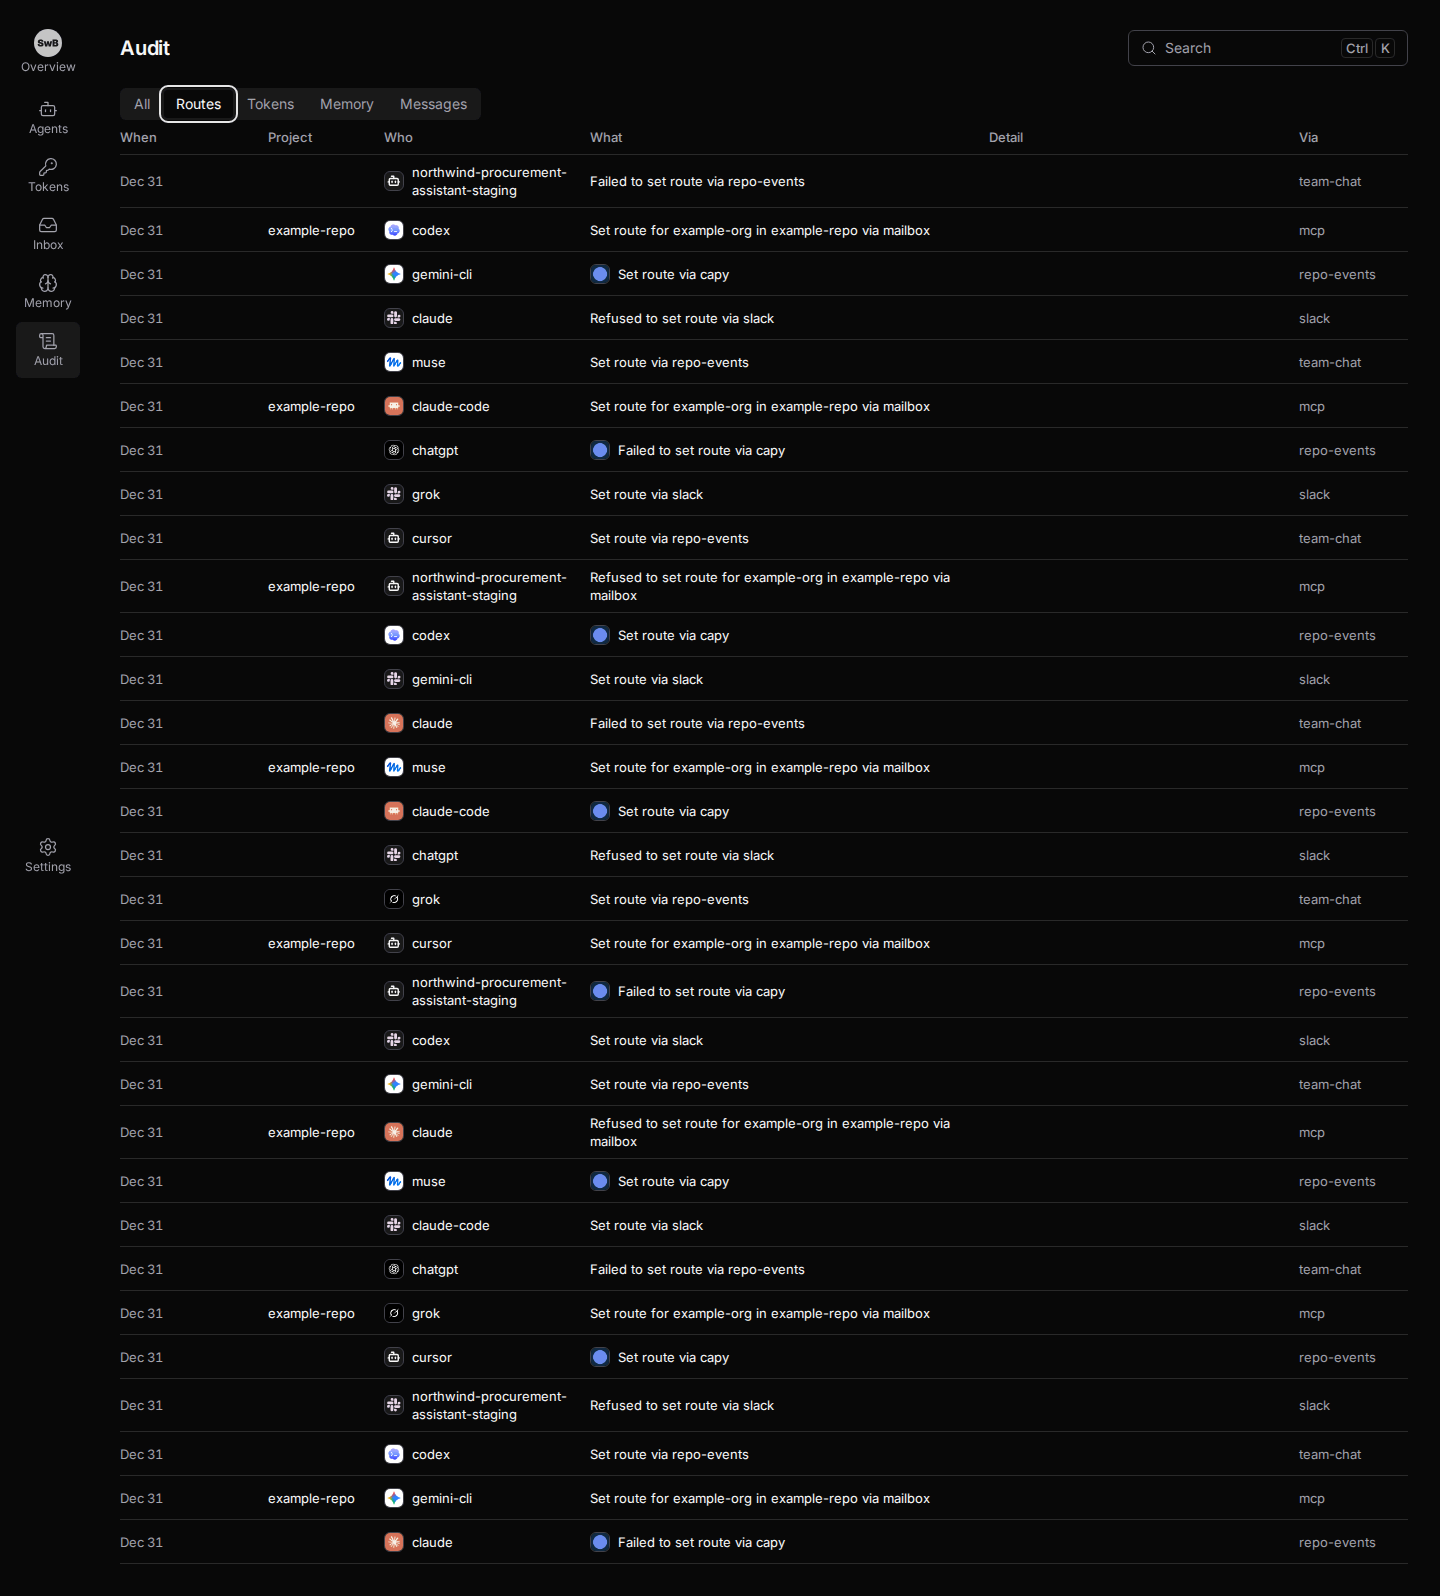 SwB
Overview
Agents
Tokens
Inbox
Memory
Audit
Settings
Audit
Search Ctrl K
All Routes Tokens Memory Messages
When Project Who What Detail Via
Dec 31 northwind-procurement-assistant-staging Failed to set route via repo-events team-chat
Dec 31 example-repo codex Set route for example-org in example-repo via mailbox mcp
Dec 31 gemini-cli Set route via capy repo-events
Dec 31 claude Refused to set route via slack slack
Dec 31 muse Set route via repo-events team-chat
Dec 31 example-repo claude-code Set route for example-org in example-repo via mailbox mcp
Dec 31 chatgpt Failed to set route via capy repo-events
Dec 31 grok Set route via slack slack
Dec 31 cursor Set route via repo-events team-chat
Dec 31 example-repo northwind-procurement-assistant-staging Refused to set route for example-org in example-repo via mailbox mcp
Dec 31 codex Set route via capy repo-events
Dec 31 gemini-cli Set route via slack slack
Dec 31 claude Failed to set route via repo-events team-chat
Dec 31 example-repo muse Set route for example-org in example-repo via mailbox mcp
Dec 31 claude-code Set route via capy repo-events
Dec 31 chatgpt Refused to set route via slack slack
Dec 31 grok Set route via repo-events team-chat
Dec 31 example-repo cursor Set route for example-org in example-repo via mailbox mcp
Dec 31 northwind-procurement-assistant-staging Failed to set route via capy repo-events
Dec 31 codex Set route via slack slack
Dec 31 gemini-cli Set route via repo-events team-chat
Dec 31 example-repo claude Refused to set route for example-org in example-repo via mailbox mcp
Dec 31 muse Set route via capy repo-events
Dec 31 claude-code Set route via slack slack
Dec 31 chatgpt Failed to set route via repo-events team-chat
Dec 31 example-repo grok Set route for example-org in example-repo via mailbox mcp
Dec 31 cursor Set route via capy repo-events
Dec 31 northwind-procurement-assistant-staging Refused to set route via slack slack
Dec 31 codex Set route via repo-events team-chat
Dec 31 example-repo gemini-cli Set route for example-org in example-repo via mailbox mcp
Dec 31 claude Failed to set route via capy repo-events